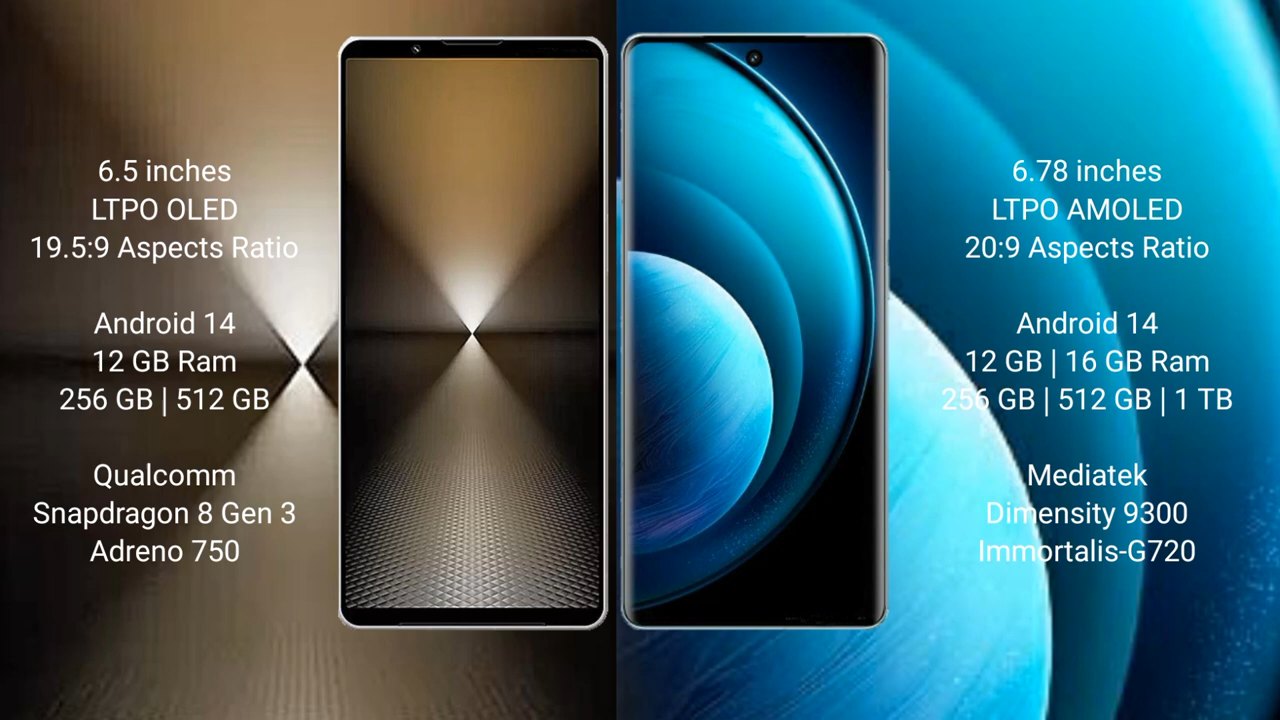 6.5 inches
LTPO OLED
19.5:9 Aspects Ratio
Android 14
12 GB Ram
256 GB | 512 GB
Qualcomm
Snapdragon 8 Gen 3
Adreno 750
6.78 inches
LTPO AMOLED
20:9 Aspects Ratio
Android 14
12 GB | 16 GB Ram
256 GB | 512 GB | 1 TB
Mediatek
Dimensity 9300
Immortalis-G720